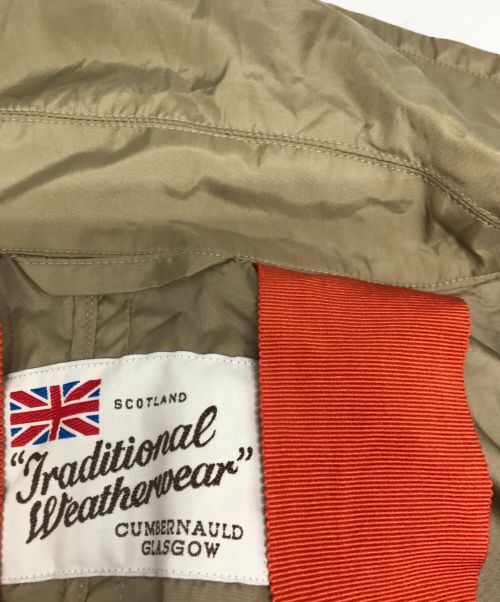 SCOTLAND
"Traditional
Weatherwear"
CUMBERNAULD
GLASGOW